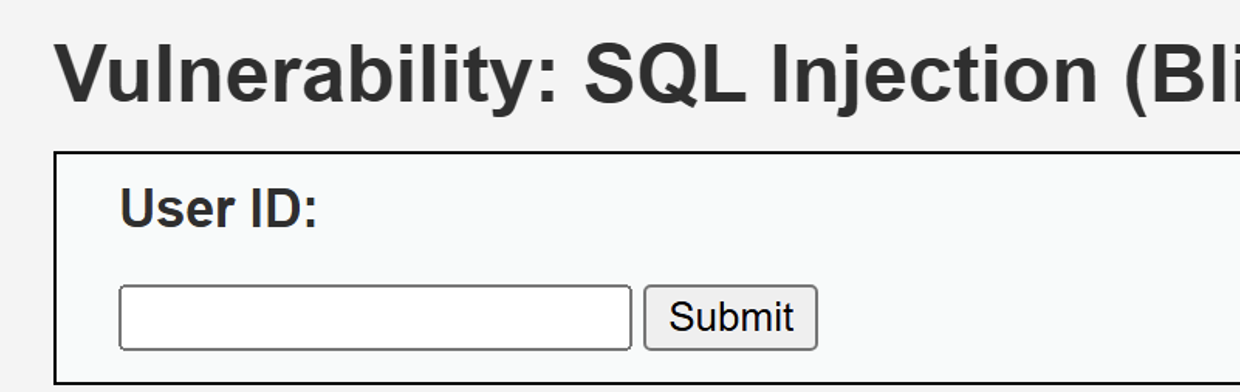 Vulnerability: SQL Injection (Bli
User ID:
Submit